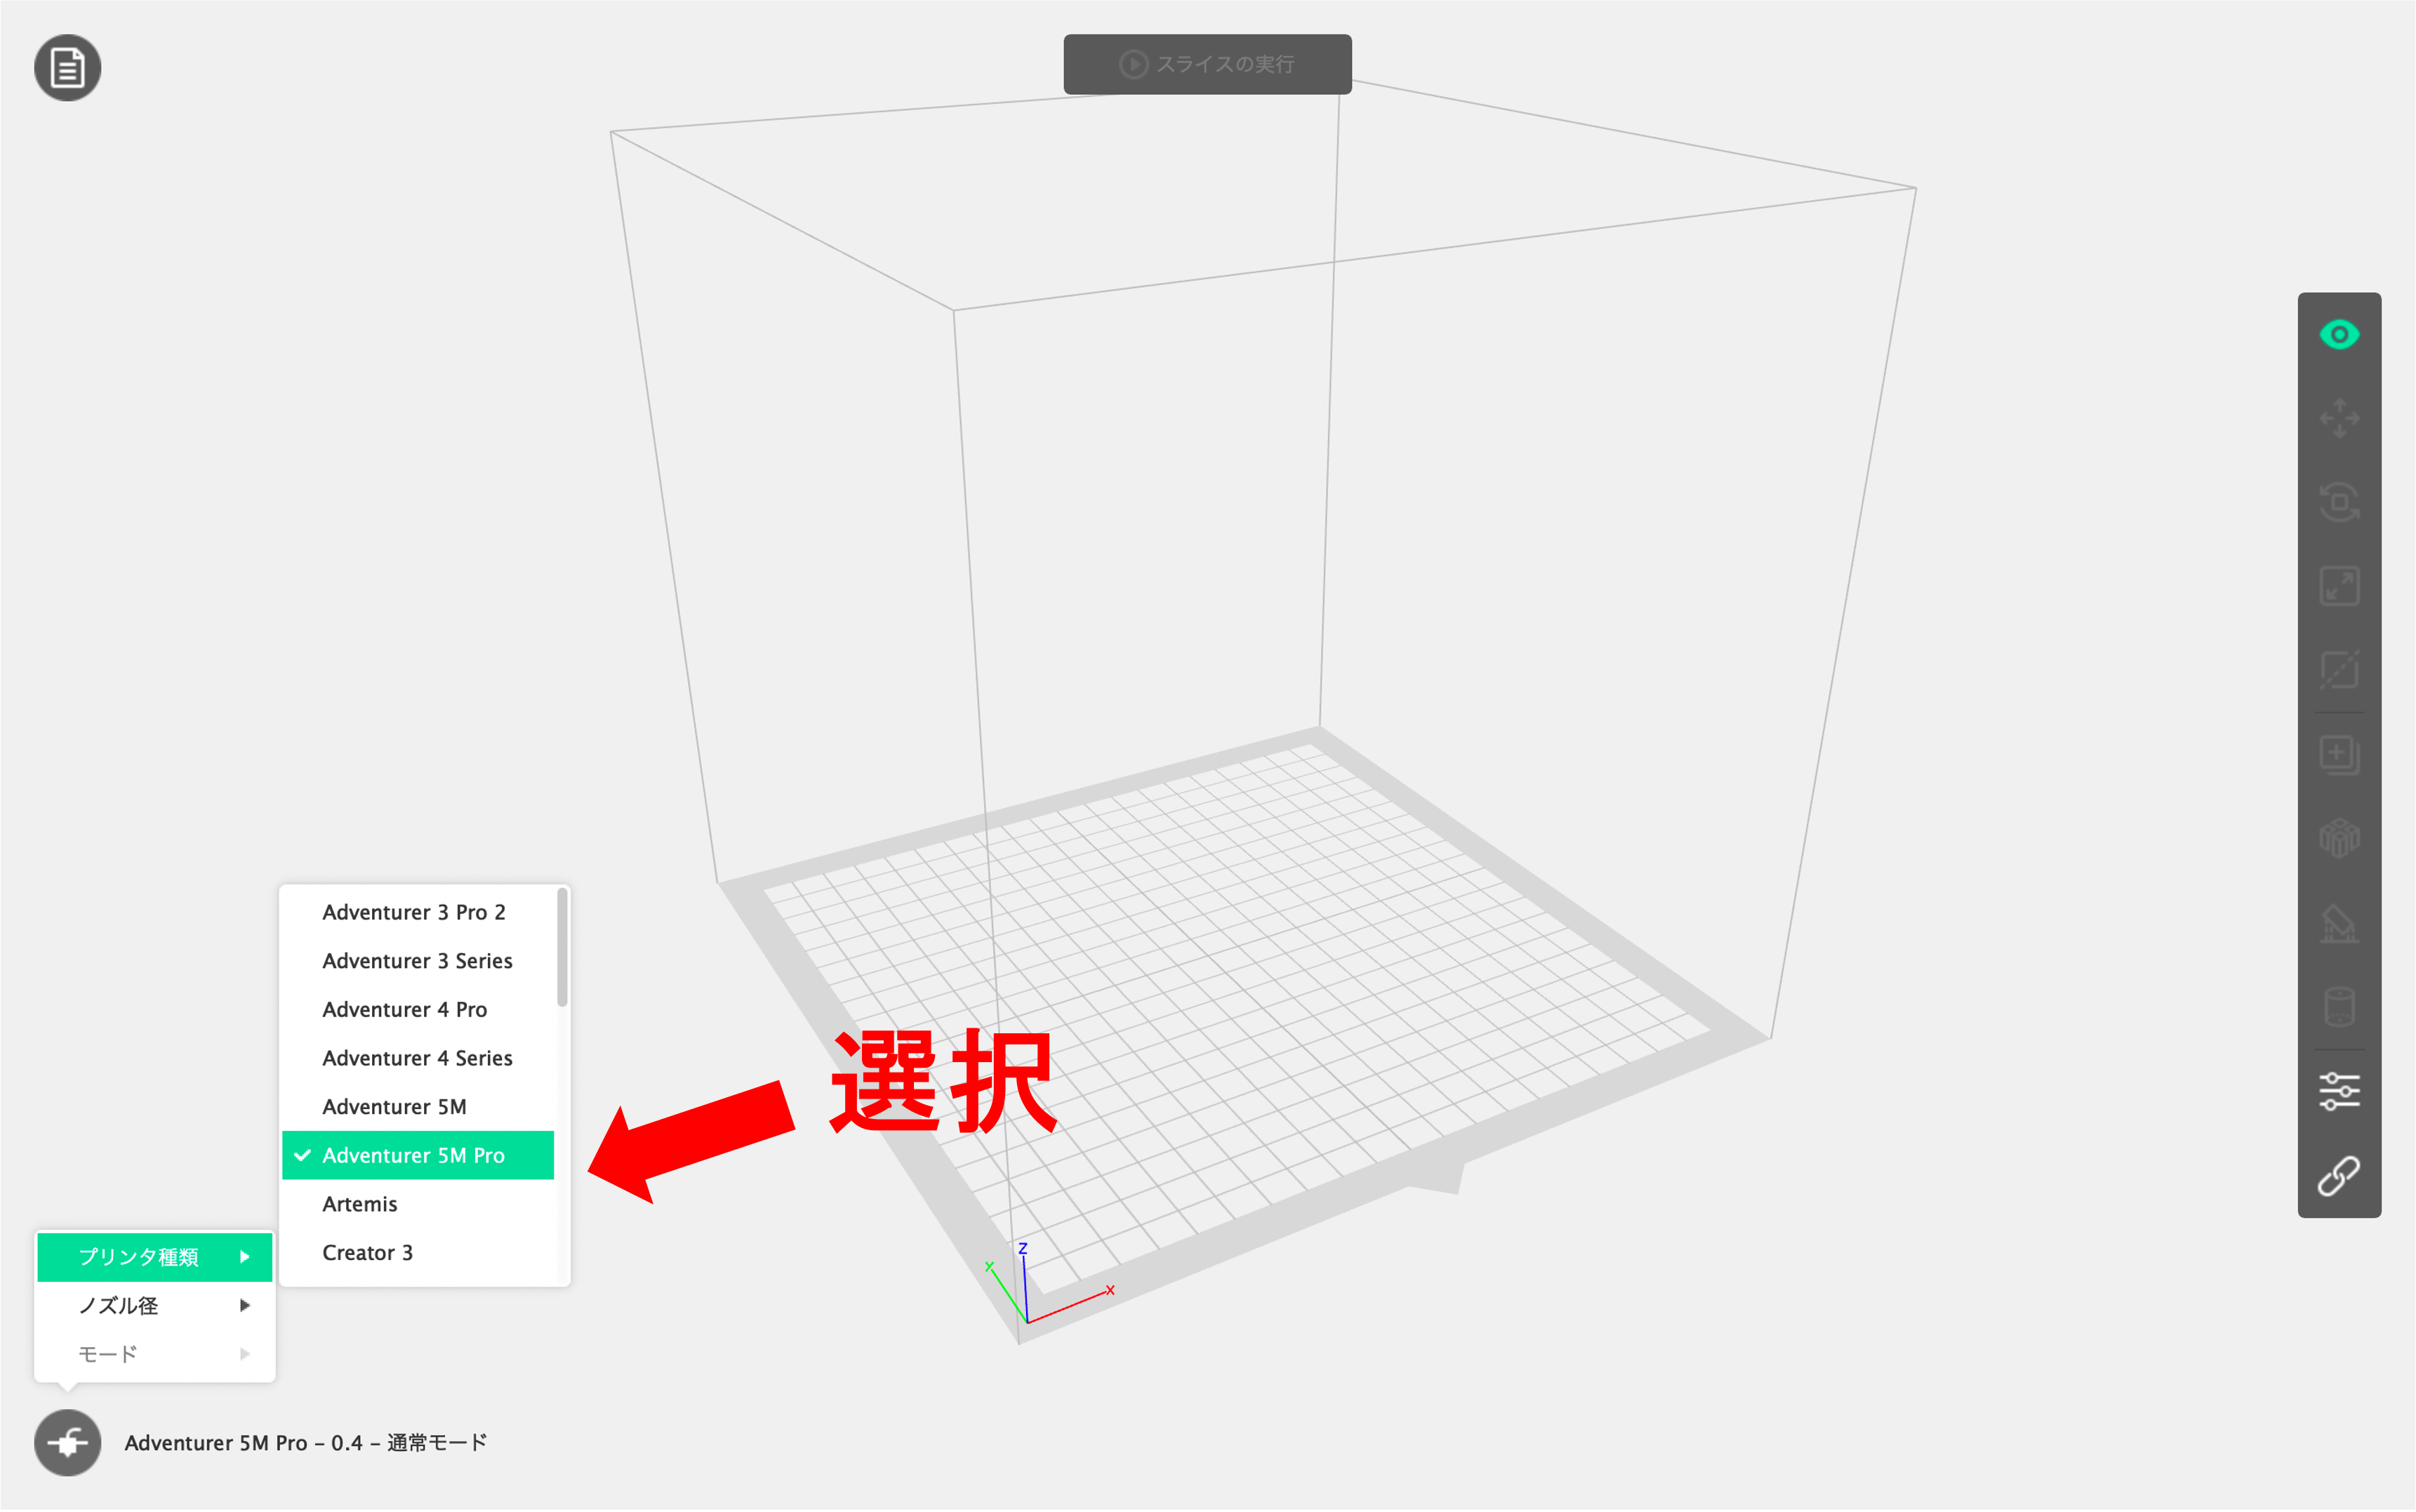 スライスの実行
Adventurer 3 Pro 2
Adventurer 3 Series
Adventurer 4 Pro
Adventurer 4 Series
Adventurer 5M
Adventurer 5M Pro
Artemis
Creator 3
選択
プリンタ種類
ノズル径
モード
Z
Y
X
Adventurer 5M Pro – 0.4 – 通常モード